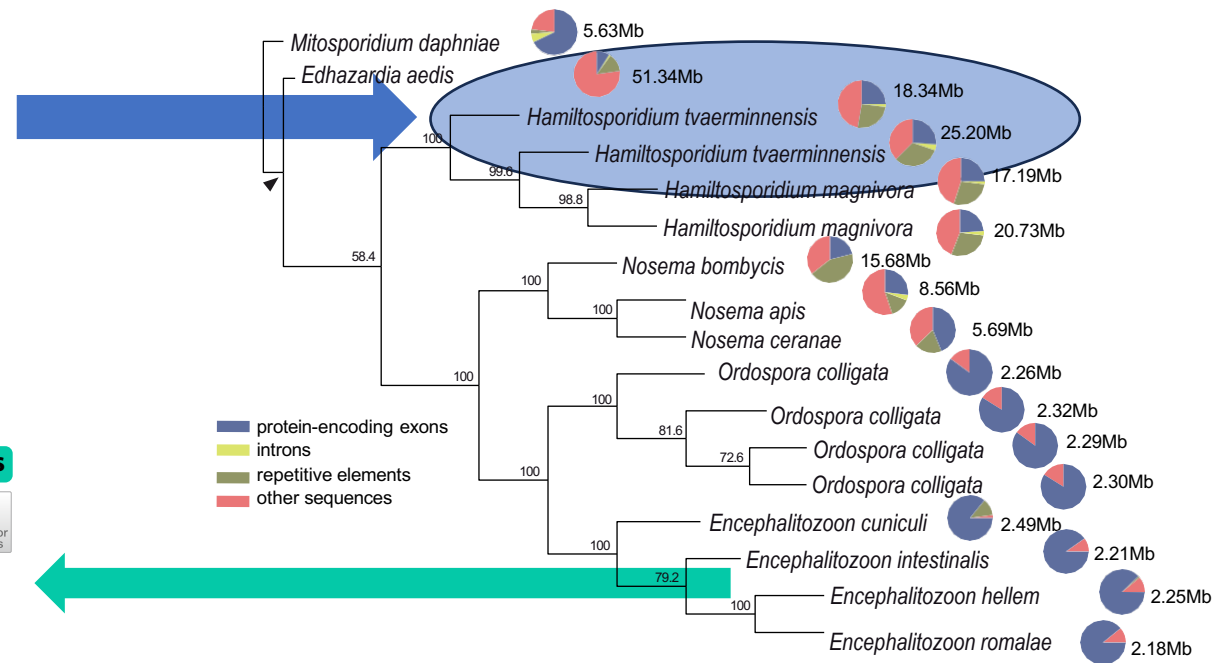 Mitosporidium daphniae 5.63Mb
Edhazardia aedis 51.34Mb
Hamiltosporidium tvaerminnensis 18.34Mb
100
Hamiltosporidium tvaerminnensis 25.20Mb
99.6
Hamiltosporidium magnivora 17.19Mb
98.8
Hamiltosporidium magnivora 20.73Mb
58.4
Nosema bombycis 15.68Mb
100
Nosema apis 8.56Mb
100
Nosema ceranae 5.69Mb
100
Ordospora colligata 2.26Mb
100
Ordospora colligata 2.32Mb
81.6
Ordospora colligata 2.29Mb
72.6
Ordospora colligata 2.30Mb
100
protein-encoding exons
introns
repetitive elements
other sequences
s
or
s
Encephalitozoon cuniculi 2.49Mb
100
Encephalitozoon intestinalis 2.21Mb
79.2
Encephalitozoon hellem 2.25Mb
100
Encephalitozoon romalae 2.18Mb